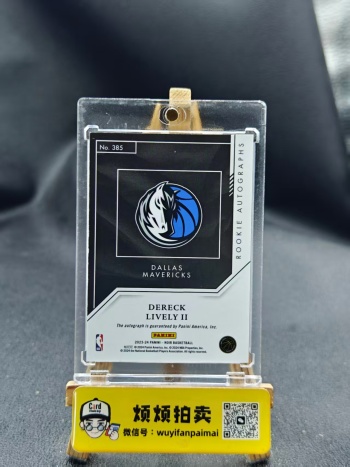 No. 385
ROOKIE AUTOGRAPHS
DALLAS
MAVERICKS
DERECK
LIVELY II
The autograph is guaranteed by Panini America, Inc.
PANINI
2023-24 PANINI - NOIR BASKETBALL
Card
烦烦拍卖
微信号：wuyifanpaimai